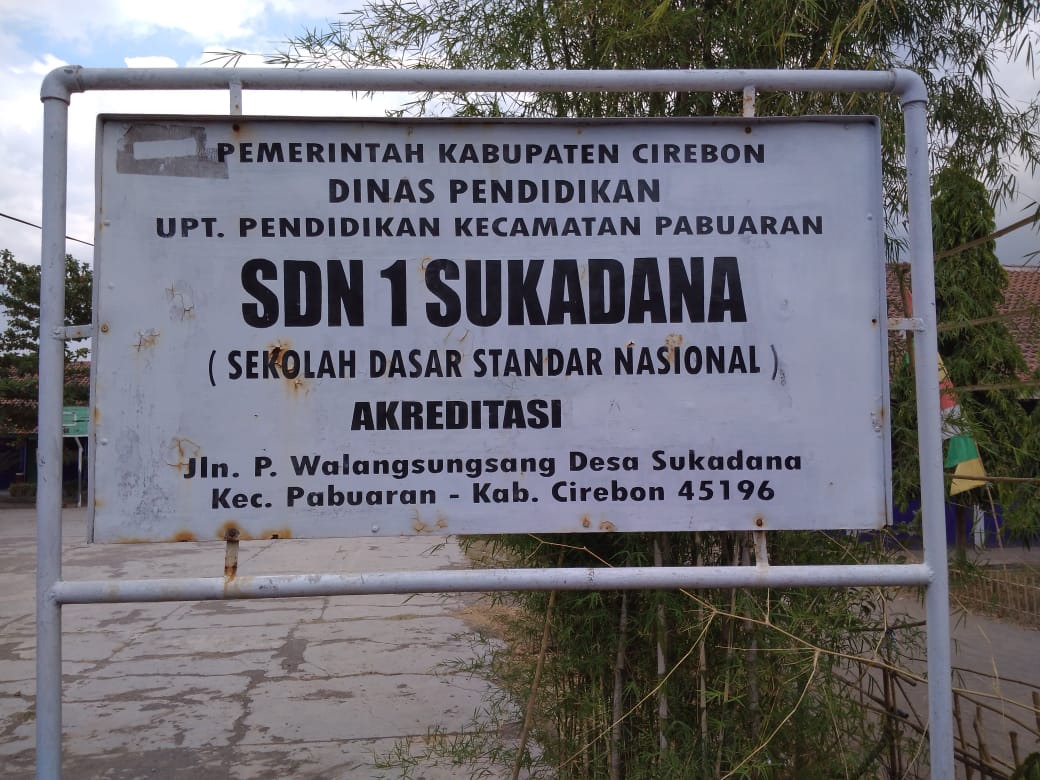 PEMERINTAH KABUPATEN CIREBON
DINAS PENDIDIKAN
UPT. PENDIDIKAN KECAMATAN PABUARAN
SDN 1 SUKADANA
( SEKOLAH DASAR STANDAR NASIONAL )
AKREDITASI
Jln. P. Walangsungsang Desa Sukadana
Kec. Pabuaran - Kab. Cirebon 45196